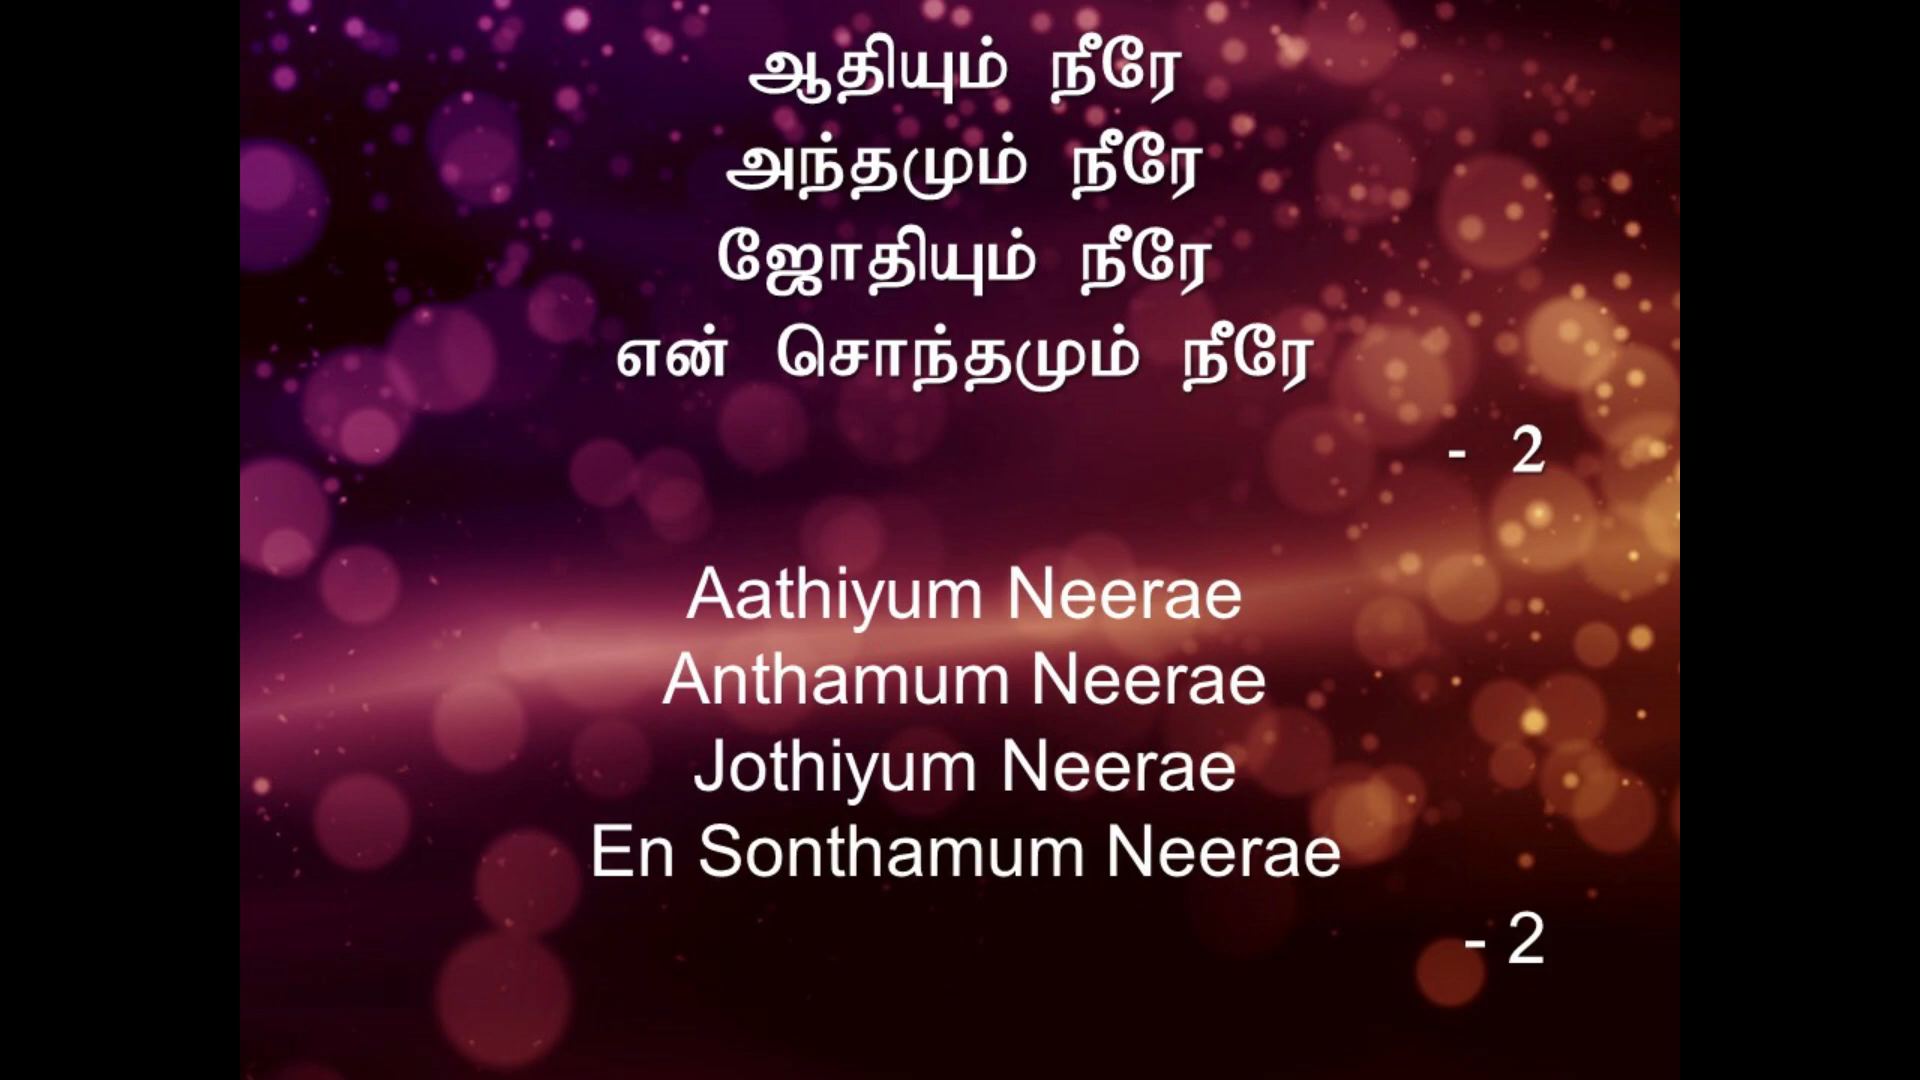 ஆதியும் நீரே
அந்தமும் நீரே
ஜோதியும் நீரே
என் சொந்தமும் நீரே
- 2
Aathiyum Neerae
Anthamum Neerae
Jothiyum Neerae
En Sonthamum Neerae
- 2